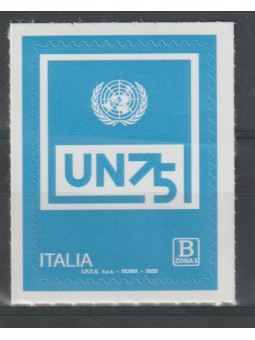 UN75
ITALIA
B
ZONA 1
I.P.Z.S. S.p.A. - ROMA - 2020